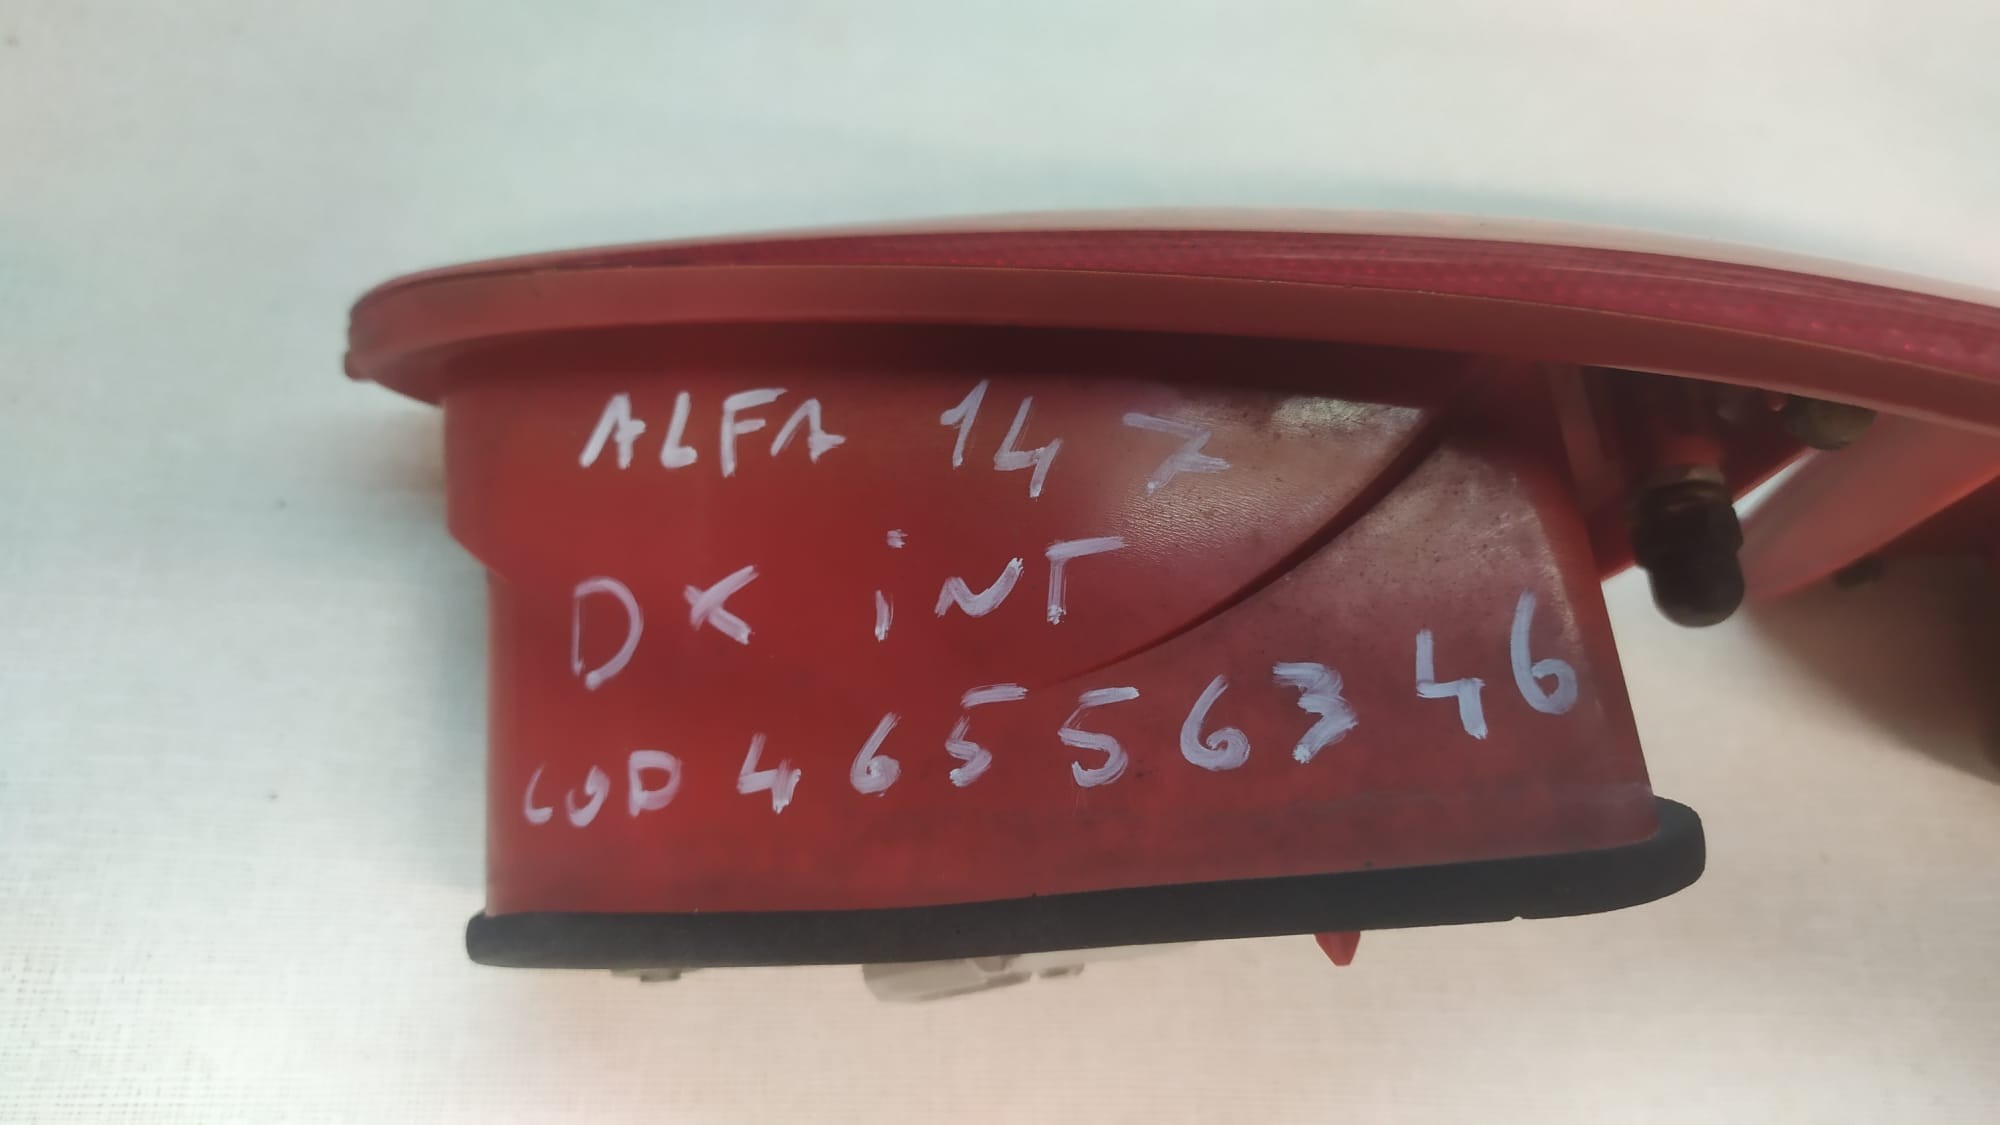 ALFA 147
DX iNT
COD 46556346